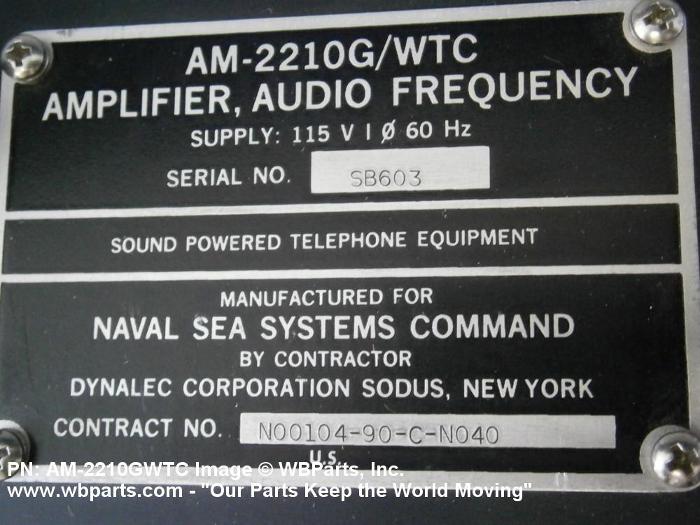 AM-2210G/WTC
AMPLIFIER, AUDIO FREQUENCY
SUPPLY: 115 V 1 Ø 60 Hz
SERIAL NO. SB603
SOUND POWERED TELEPHONE EQUIPMENT
MANUFACTURED FOR
NAVAL SEA SYSTEMS COMMAND
BY CONTRACTOR
DYNALEC CORPORATION SODUS, NEW YORK
CONTRACT NO. N00104-90-C-N040
U.S.
PN: AM-2210GWTC Image © WBParts, Inc.
www.wbparts.com - "Our Parts Keep the World Moving"